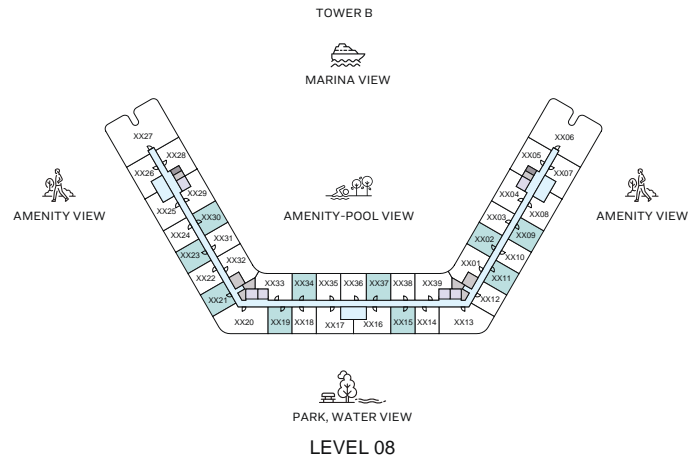 TOWER B
MARINA VIEW
XX27
XX06
XX28
XX05
XX26
XX07
XX29
XX04
XX25
XX30
XX03
XX08
AMENITY VIEW
AMENITY-POOL VIEW
AMENITY VIEW
XX24
XX31
XX02
XX09
XX23
XX32
XX01
XX10
XX22
XX33
XX34
XX35
XX36
XX37
XX38
XX39
XX11
XX21
XX12
XX20
XX19
XX18
XX17
XX16
XX15
XX14
XX13
PARK, WATER VIEW
LEVEL 08